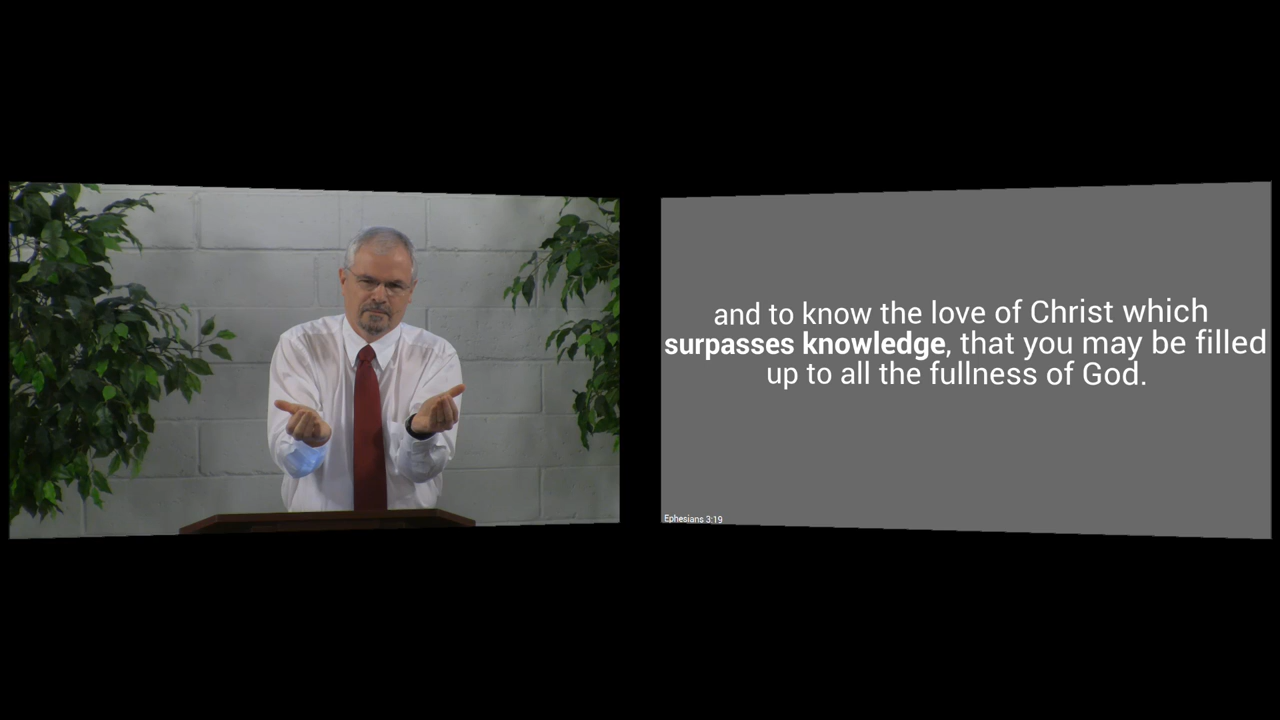 and to know the love of Christ which
surpasses knowledge, that you may be filled
up to all the fullness of God.
Ephesians 3:19